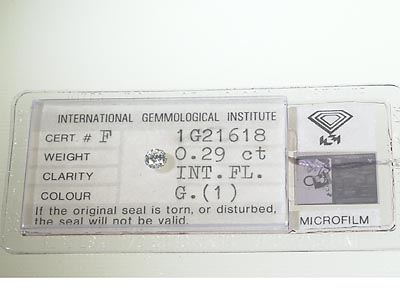 INTERNATIONAL GEMMOLOGICAL INSTITUTE
CERT # F 1G21618
WEIGHT 0.29 ct
CLARITY INT.FL.
COLOUR G.(1)
If the original seal is torn, or disturbed,
the seal will not be valid.
MICROFILM